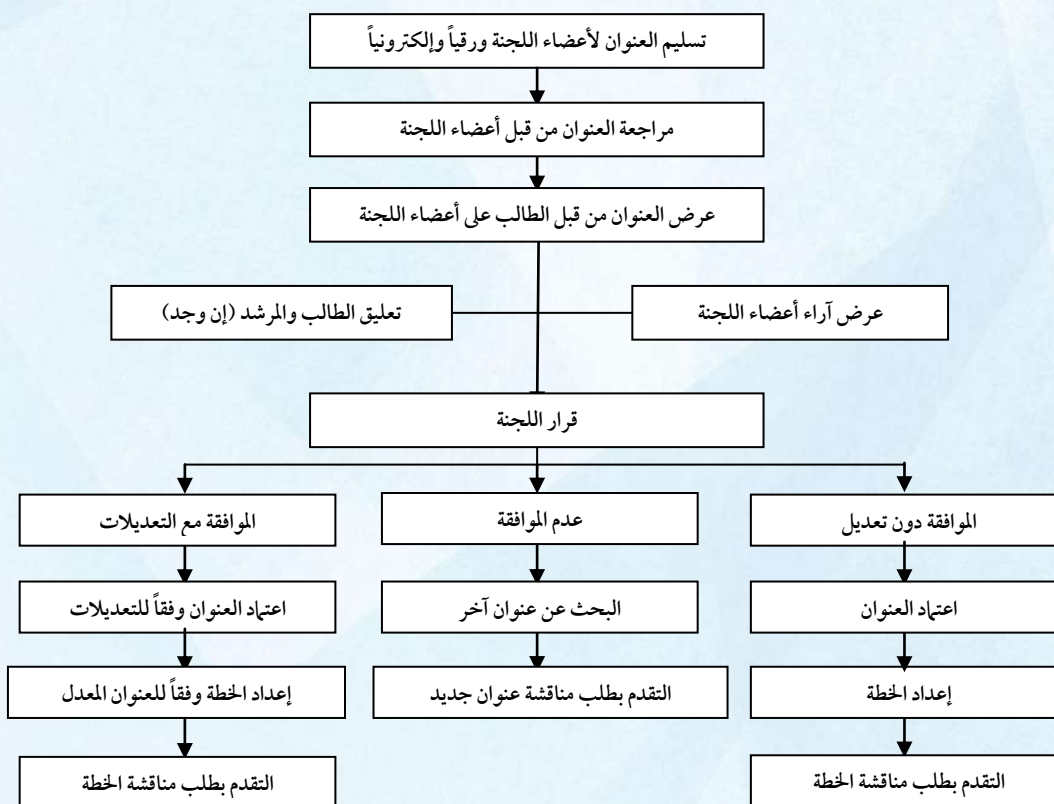 تسليم العنوان لأعضاء اللجنة ورقياً وإلكترونياً
مراجعة العنوان من قبل أعضاء اللجنة
عرض العنوان من قبل الطالب على أعضاء اللجنة
عرض آراء أعضاء اللجنة
تعليق الطالب والمرشد (إن وجد)
قرار اللجنة
الموافقة دون تعديل
عدم الموافقة
الموافقة مع التعديلات
اعتماد العنوان
البحث عن عنوان آخر
اعتماد العنوان وفقاً للتعديلات
إعداد الخطة
التقدم بطلب مناقشة عنوان جديد
إعداد الخطة وفقاً للعنوان المعدل
التقدم بطلب مناقشة الخطة
التقدم بطلب مناقشة الخطة